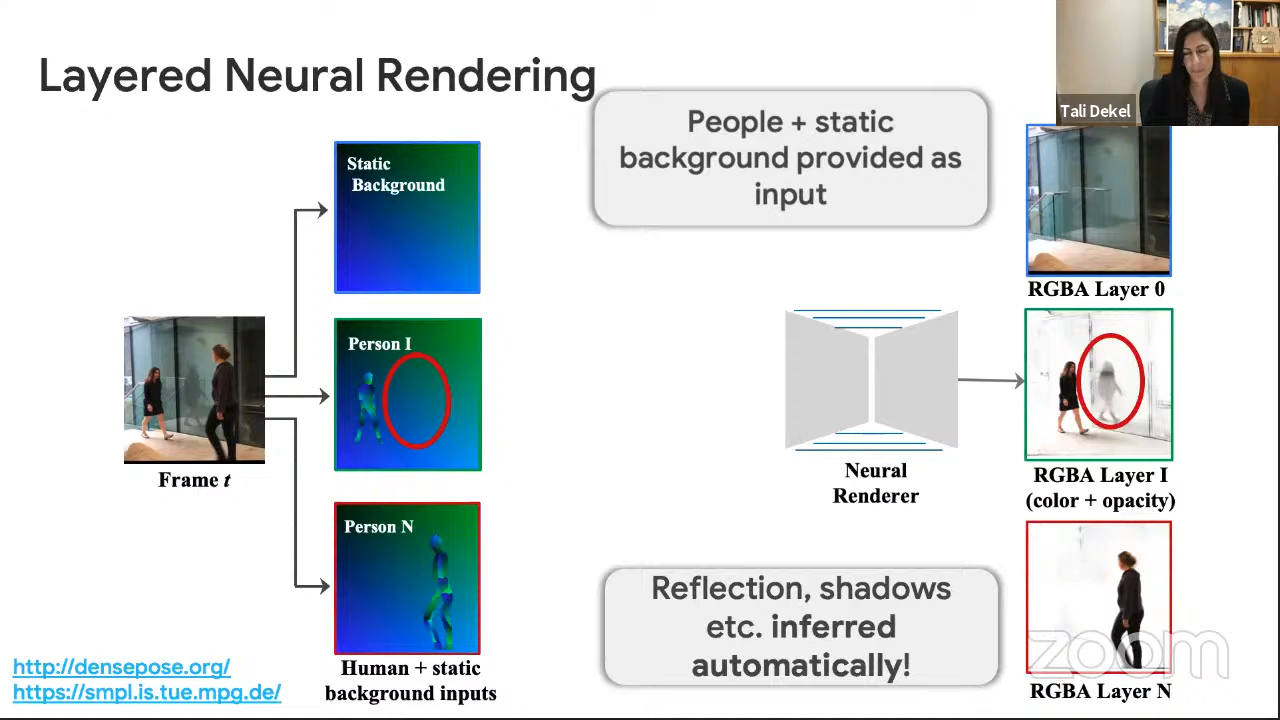 Layered Neural Rendering
People + static
background provided as
input
Tali Dekel
Static
Background
RGBA Layer 0
Person I
Frame t
Neural
Renderer
RGBA Layer I
(color + opacity)
Person N
Reflection, shadows
etc. inferred
automatically!
zoom
http://densepose.org/
https://smpl.is.tue.mpg.de/
Human + static
background inputs
RGBA Layer N